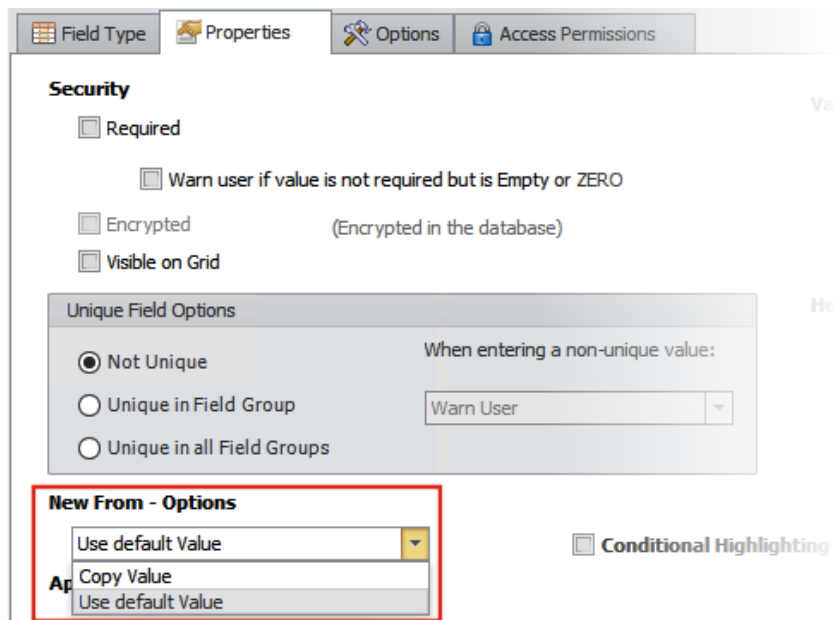 Field Type Properties Options Access Permissions
Security
Required
Warn user if value is not required but is Empty or ZERO
Encrypted (Encrypted in the database)
Visible on Grid
Unique Field Options
Not Unique
When entering a non-unique value:
Unique in Field Group
Warn User
Unique in all Field Groups
New From - Options
Use default Value
Conditional Highlighting
Copy Value
Use default Value